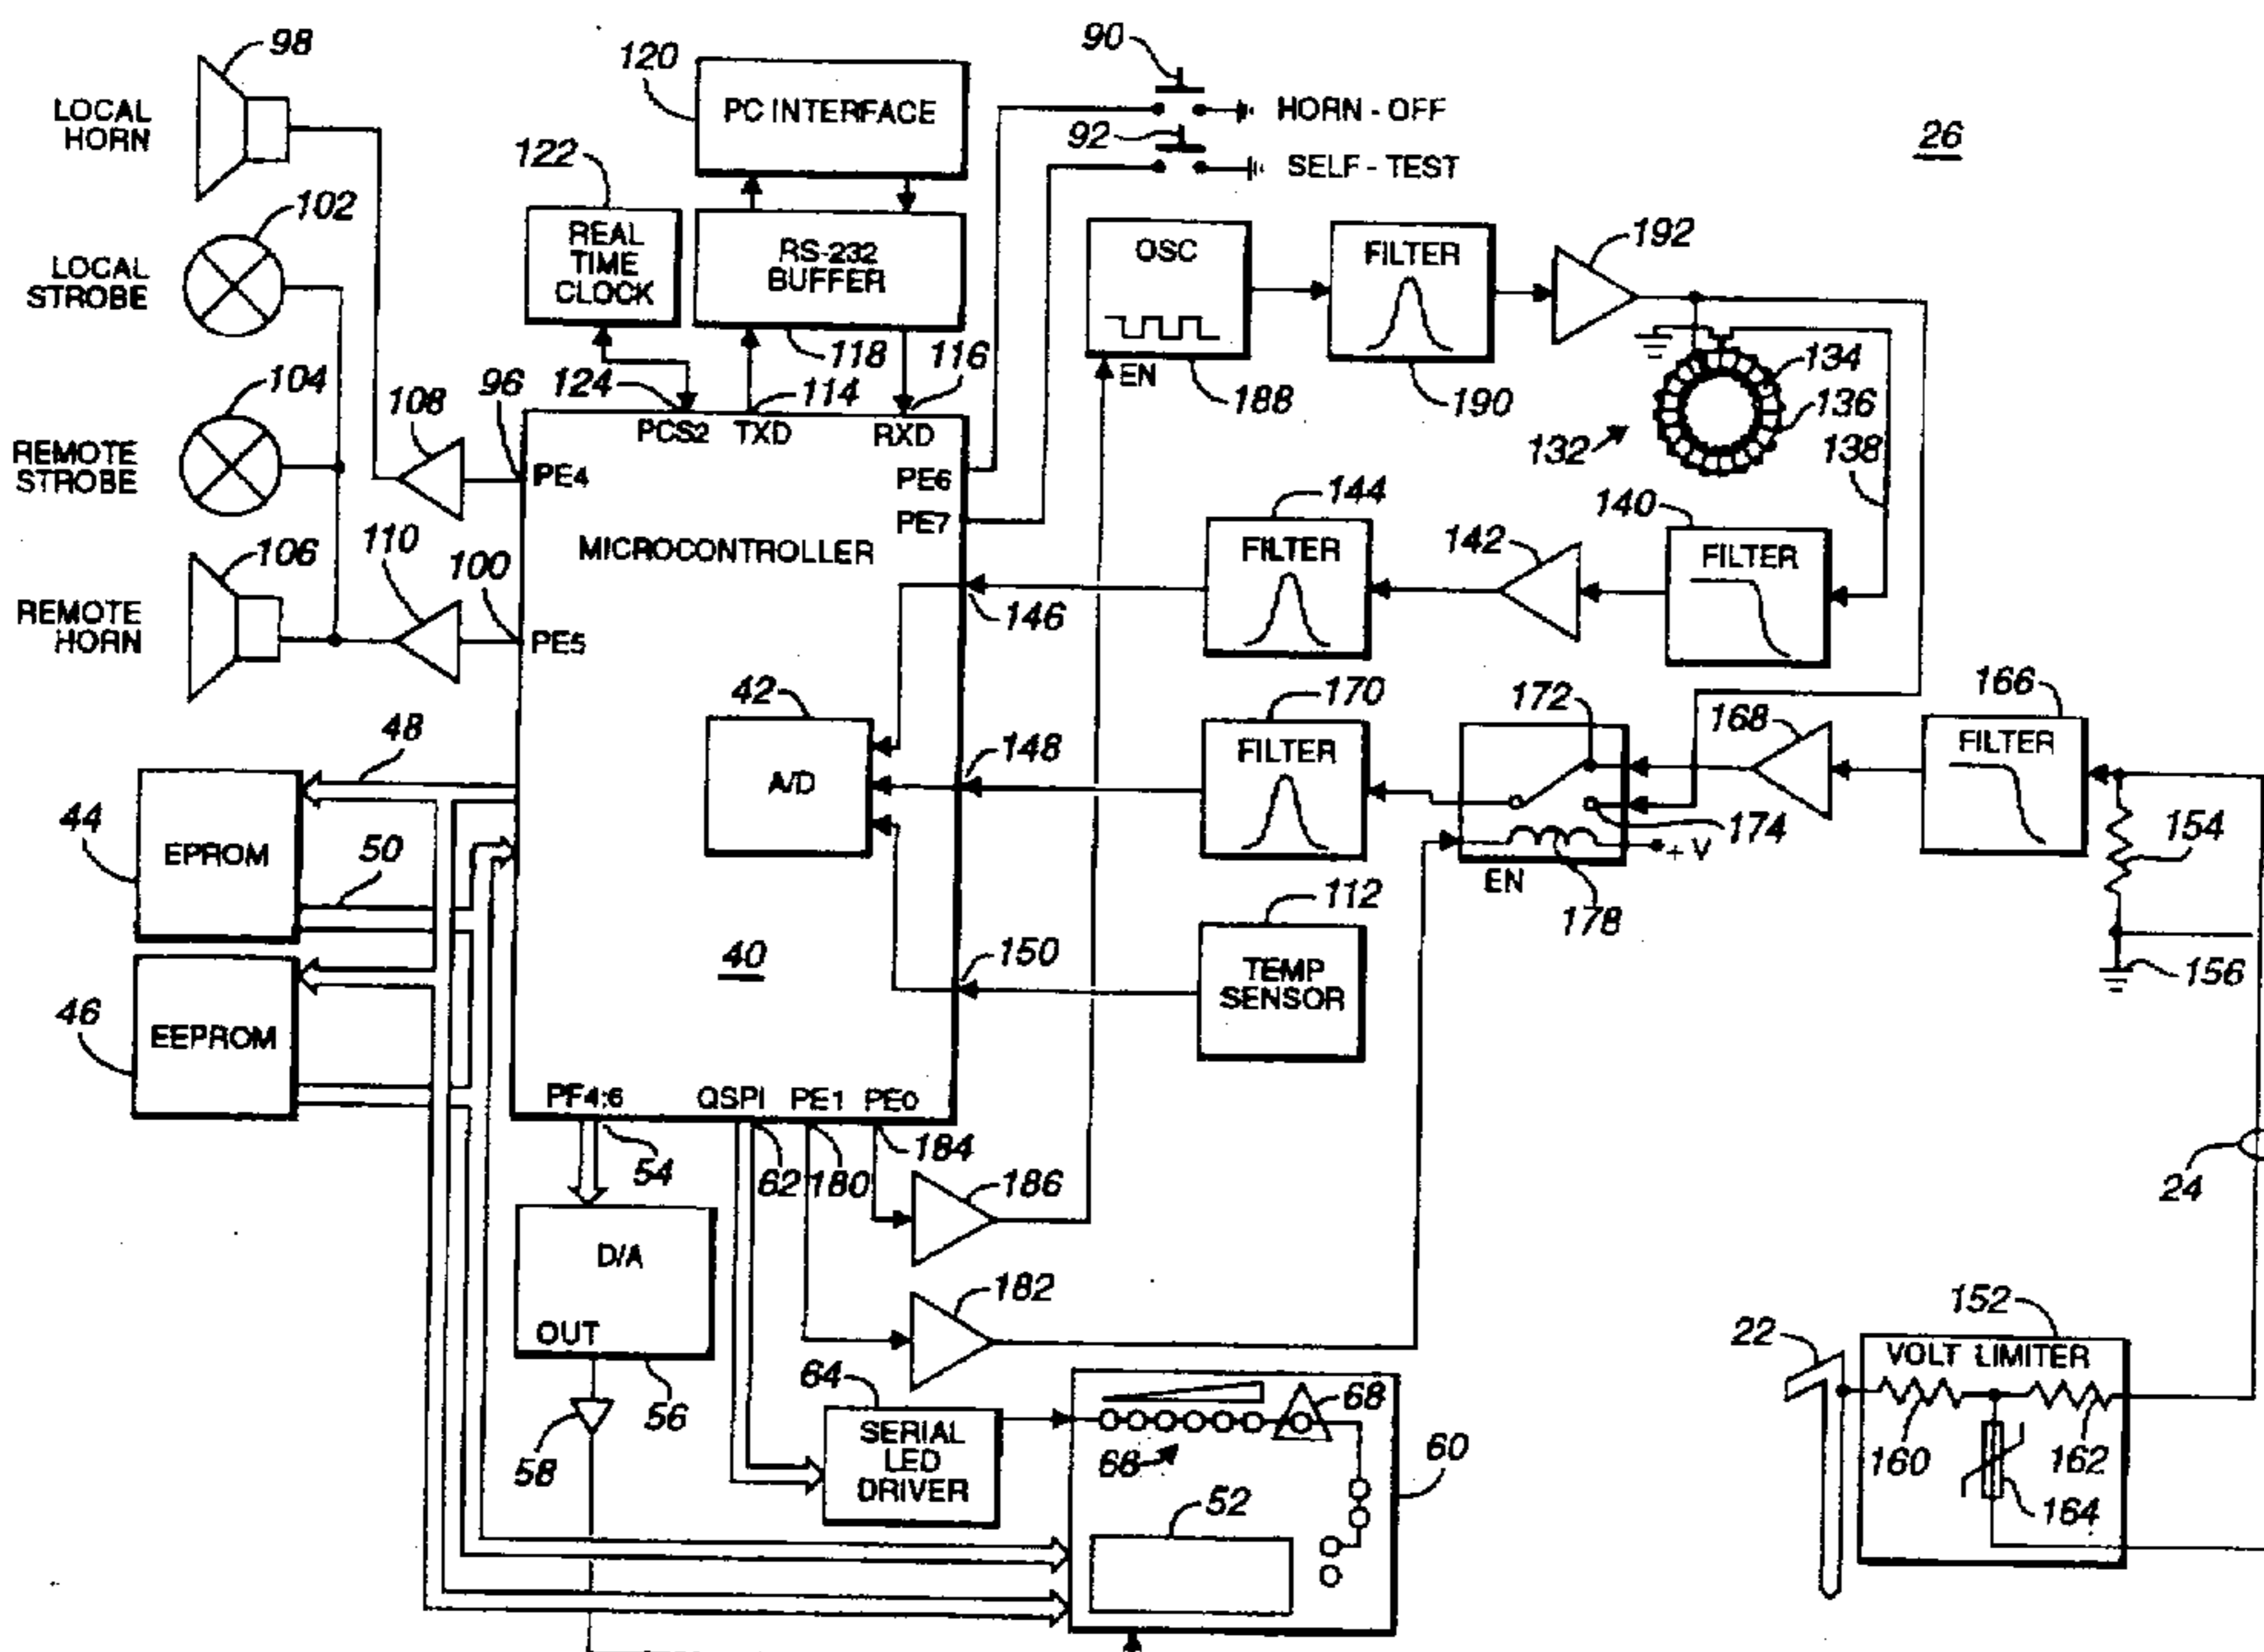 98
LOCAL
HORN
120
PC INTERFACE
90
HORN - OFF
92
SELF - TEST
26
122
REAL
TIME
CLOCK
RS-232
BUFFER
118
116
124
114
102
LOCAL
STROBE
104
REMOTE
STROBE
106
REMOTE
HORN
108
96
110
100
OSC
EN
188
FILTER
190
192
134
136
132
138
PCS2
TXD
RXD
PE4
PE6
PE7
MICROCONTROLLER
PE5
144
FILTER
146
142
140
FILTER
42
A/D
148
170
FILTER
172
168
166
FILTER
174
+ V
EN
178
154
156
48
44
EPROM
50
46
EEPROM
40
150
112
TEMP
SENSOR
PF4:6
QSPI
PE1
PE0
54
62
180
184
186
24
D/A
OUT
56
58
182
64
SERIAL
LED
DRIVER
68
68
60
52
22
152
VOLT LIMITER
160
162
164